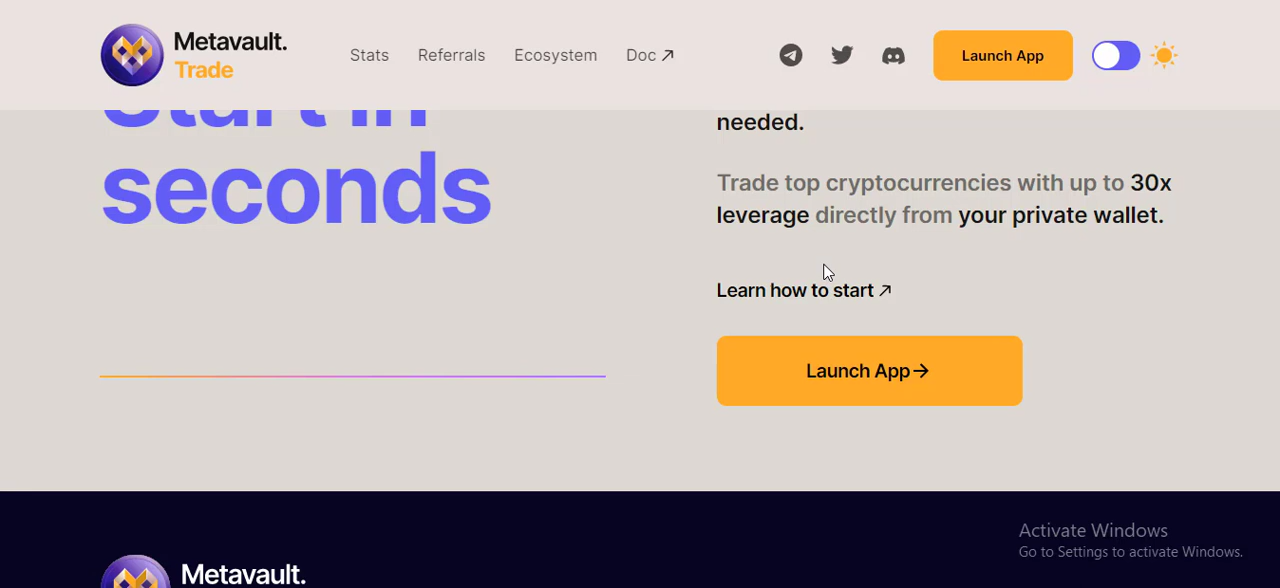 Metavault.
Trade
Stats
Referrals
Ecosystem
Doc ↗
Launch App
Start in
seconds
needed.
Trade top cryptocurrencies with up to 30x
leverage directly from your private wallet.
Learn how to start ↗
Launch App→
Activate Windows
Go to Settings to activate Windows.
Metavault.